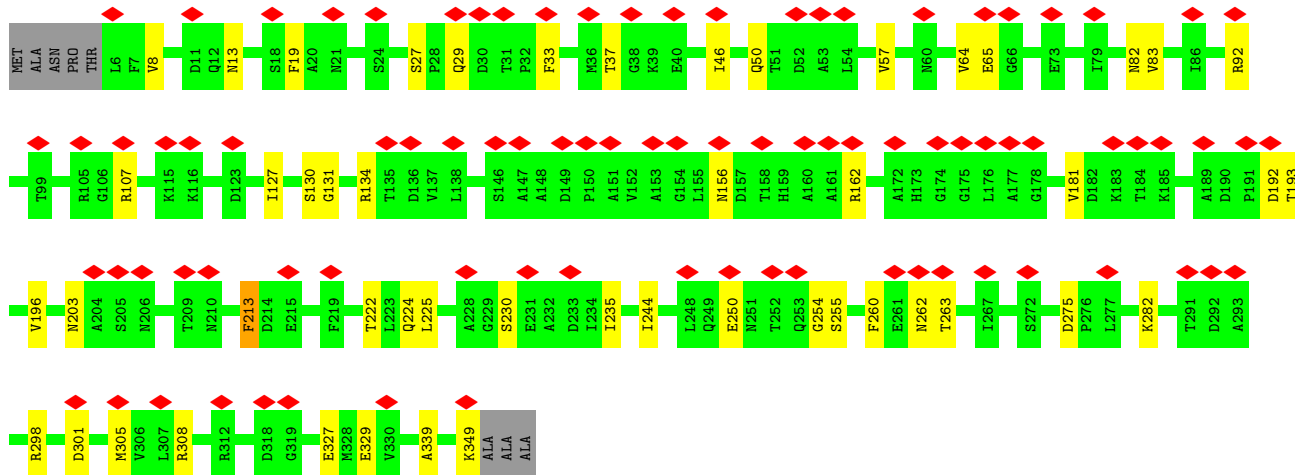 MET ALA ASN PRO THR L6 F7 V8 D11 Q12 N13 S18 F19 A20 N21 S24 S27 P28 Q29 D30 T31 P32 F33 M36 T37 G38 K39 E40 I46 Q50 T51 D52 A53 L54 V57 N60 V64 E65 G66 E73 I79 N82 V83 I86 R92
T99 R105 G106 R107 K115 K116 D123 I127 S130 G131 R134 T135 D136 V137 L138 S146 A147 A148 D149 P150 A151 V152 A153 G154 L155 N156 D157 T158 H159 A160 A161 R162 A172 H173 G174 G175 L176 A177 G178 V181 D182 K183 T184 K185 A189 D190 P191 D192 T193
V196 N203 A204 S205 N206 T209 N210 F213 D214 E215 F219 T222 L223 Q224 L225 A228 G229 S230 E231 A232 D233 I234 I235 I244 L248 Q249 E250 N251 T252 Q253 G254 S255 F260 E261 N262 T263 I267 S272 D275 P276 L277 K282 T291 D292 A293
R298 D301 M305 V306 L307 R308 R312 D318 G319 E327 M328 E329 V330 A339 K349 ALA ALA ALA